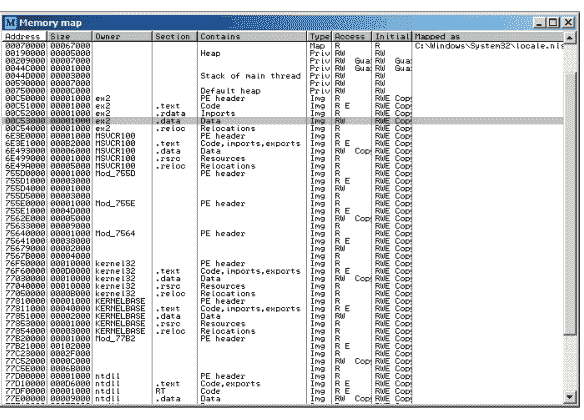 Memory map
Address Size Owner Section Contains Type Access Initial Mapped as
00070000 00067000 Map R R C:\Windows\System32\locale.nls
00190000 00005000 Heap Priv RW RW
00209000 00007000 Priv RW Gua RW Gua
0044C000 00001000 Priv RW Gua RW Gua
0044D000 00003000 Stack of main thread Priv RW RW
00590000 00007000 Priv RW RW
00750000 0000C000 Default heap Priv RW RW
00C50000 00001000 ex2 PE header Img R RWE Copy
00C51000 00001000 ex2 .text Code Img R E RWE Copy
00C52000 00001000 ex2 .rdata Imports Img R RWE Copy
00C53000 00001000 ex2 .data Data Img RW RWE Copy
00C54000 00001000 ex2 .reloc Relocations Img R RWE Copy
6E3E0000 00001000 MSVCR100 PE header Img R RWE Copy
6E3E1000 000B2000 MSVCR100 .text Code,imports,exports Img R E RWE Copy
6E493000 00006000 MSVCR100 .data Data Img RW Copy RWE Copy
6E499000 00001000 MSVCR100 .rsrc Resources Img R RWE Copy
6E49A000 00005000 MSVCR100 .reloc Relocations Img R RWE Copy
755D0000 00001000 Mod_755D PE header Img R RWE Copy
755D1000 00003000 Img R E RWE Copy
755D4000 00001000 Img RW RWE Copy
755D5000 00003000 Img R RWE Copy
755E0000 00001000 Mod_755E PE header Img R RWE Copy
755E1000 0004D000 Img R E RWE Copy
7562E000 00005000 Img RW Copy RWE Copy
75633000 00009000 Img R RWE Copy
75640000 00001000 Mod_7564 PE header Img R RWE Copy
75641000 00038000 Img R E RWE Copy
75679000 00002000 Img RW RWE Copy
7567B000 00004000 Img R RWE Copy
76F50000 00010000 kernel32 PE header Img R RWE Copy
76F60000 000D0000 kernel32 .text Code,imports,exports Img R E RWE Copy
77030000 00010000 kernel32 .data Data Img RW Copy RWE Copy
77040000 00010000 kernel32 .rsrc Resources Img R RWE Copy
77050000 0000B000 kernel32 .reloc Relocations Img R RWE Copy
77810000 00001000 KERNELBASE PE header Img R RWE Copy
77811000 00040000 KERNELBASE .text Code,imports,exports Img R E RWE Copy
77851000 00002000 KERNELBASE .data Data Img RW RWE Copy
77853000 00001000 KERNELBASE .rsrc Resources Img R RWE Copy
77854000 00003000 KERNELBASE .reloc Relocations Img R RWE Copy
77B20000 00001000 Mod_77B2 PE header Img R RWE Copy
77B21000 00102000 Img R E RWE Copy
77C23000 0002F000 Img R RWE Copy
77C52000 0000C000 Img RW Copy RWE Copy
77C5E000 0006B000 Img R RWE Copy
77D00000 00001000 ntdll PE header Img R RWE Copy
77D10000 000D6000 ntdll .text Code,exports Img R E RWE Copy
77DF0000 00001000 ntdll RT Code Img R E RWE Copy
77E00000 00009000 ntdll .data Data Img RW Copy RWE Copy